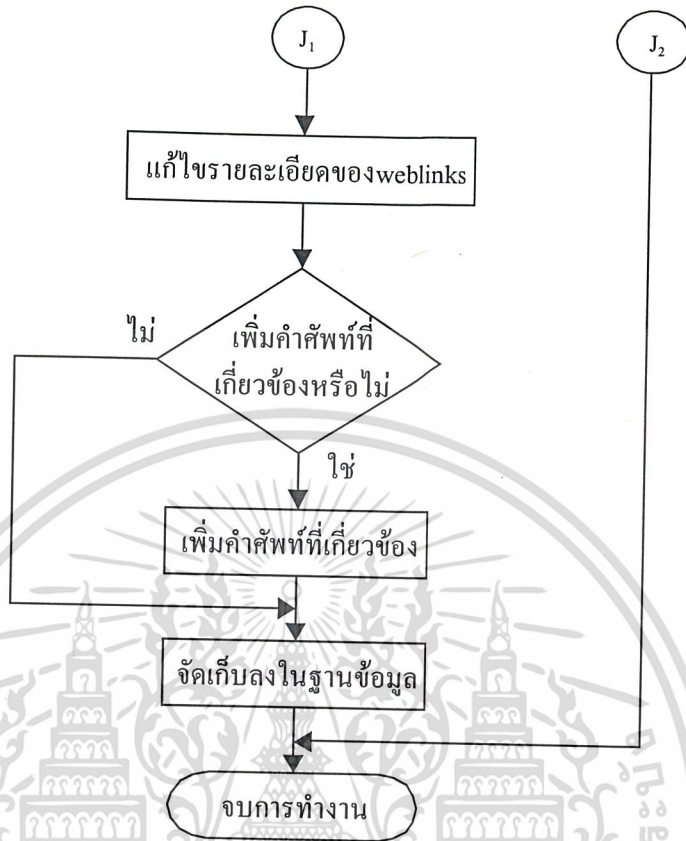 J₁
J₂
แก้ไขรายละเอียดของweblinks
ไม่
เพิ่มคำศัพท์ที่
เกี่ยวข้องหรือไม่
ใช่
เพิ่มคำศัพท์ที่เกี่ยวข้อง
จัดเก็บลงในฐานข้อมูล
จบการทำงาน